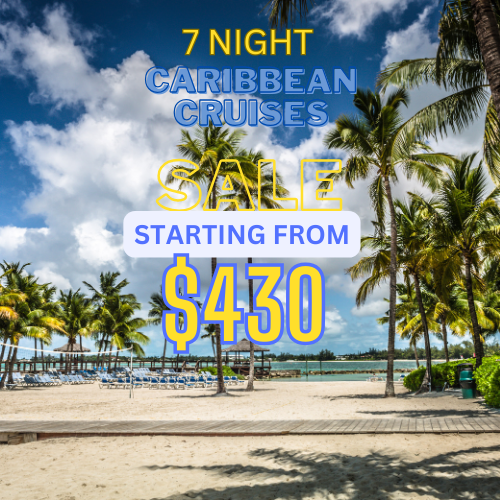 7 NIGHT
CARIBBEAN
CRUISES
SALE
STARTING FROM
$430